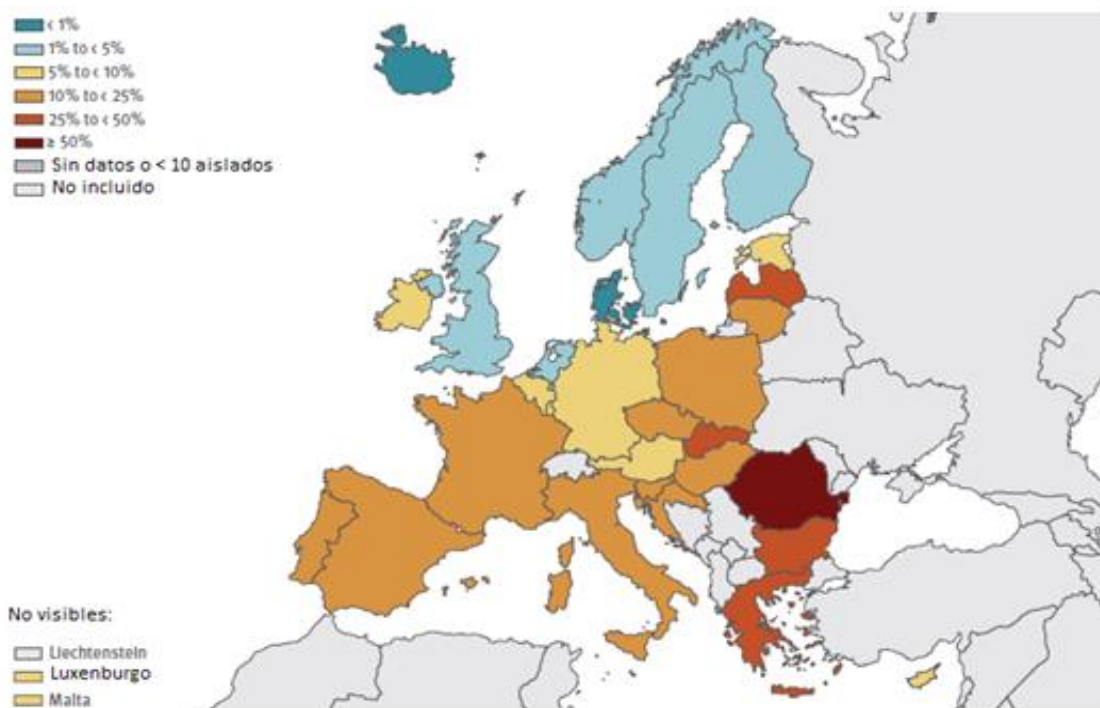 < 1%
1% to < 5%
5% to < 10%
10% to < 25%
25% to < 50%
≥ 50%
Sin datos o < 10 aislados
No incluido
No visibles:
Liechtenstein
Luxenburgo
Malta